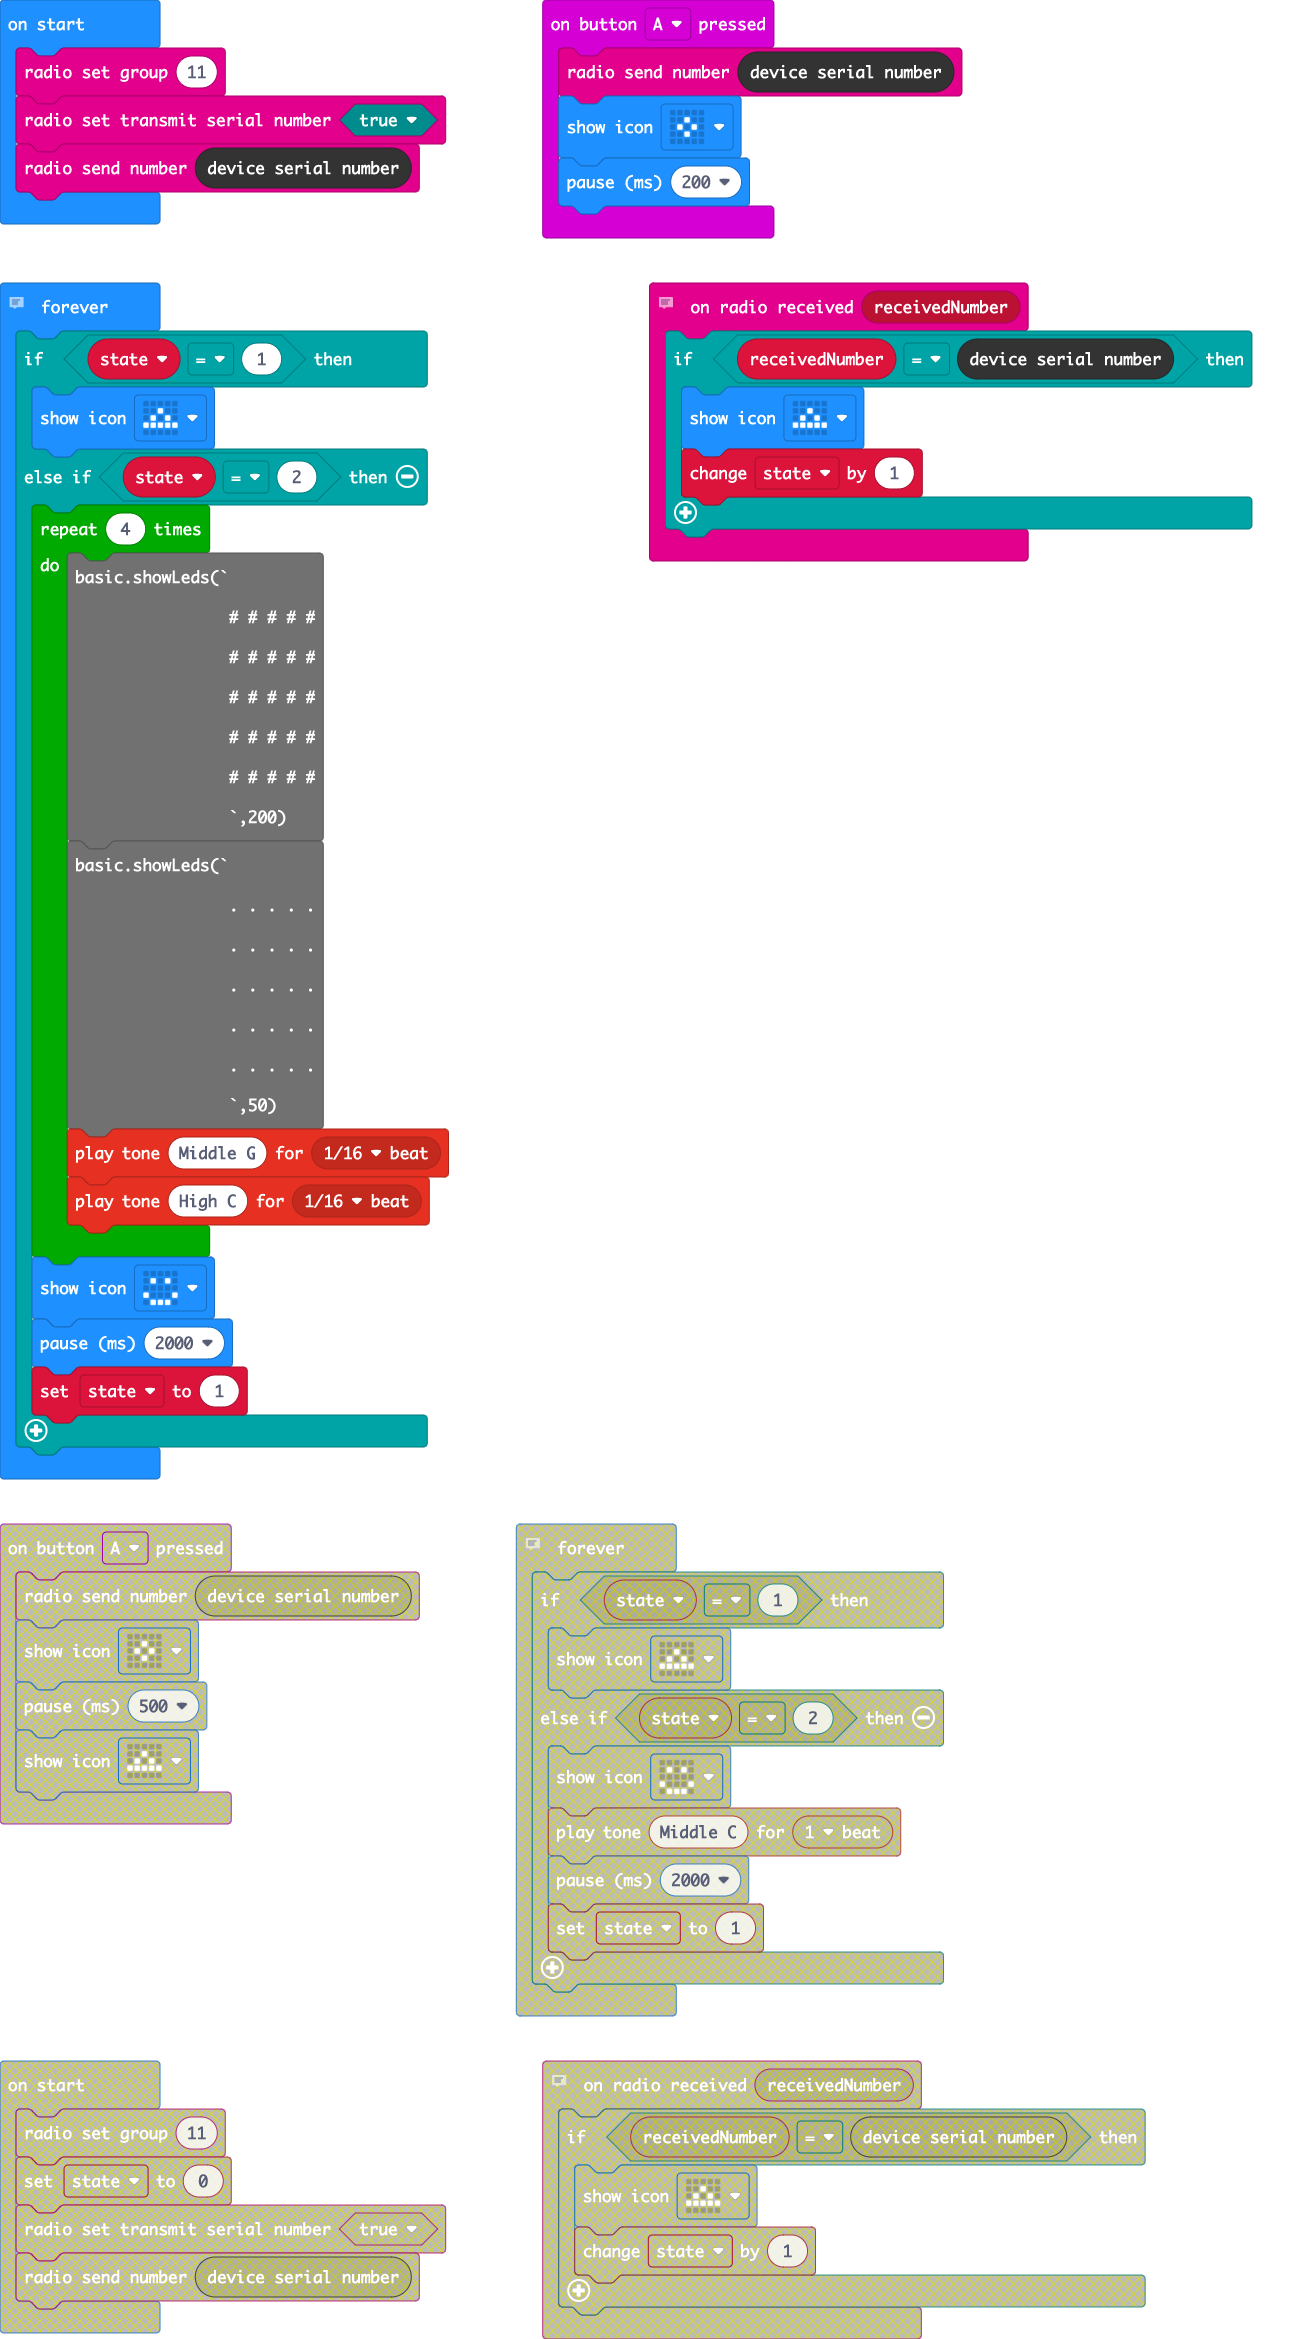 on start
radio set group 11
radio set transmit serial number true
radio send number device serial number
on button A pressed
radio send number device serial number
show icon
pause (ms) 200
forever
if state = 1 then
show icon
else if state = 2 then
repeat 4 times
do
basic.showLeds(`
# # # # #
# # # # #
# # # # #
# # # # #
# # # # #
`,200)
basic.showLeds(`
. . . . .
. . . . .
. . . . .
. . . . .
. . . . .
`,50)
play tone Middle G for 1/16 beat
play tone High C for 1/16 beat
show icon
pause (ms) 2000
set state to 1
on radio received receivedNumber
if receivedNumber = device serial number then
show icon
change state by 1
on button A pressed
radio send number device serial number
show icon
pause (ms) 500
show icon
forever
if state = 1 then
show icon
else if state = 2 then
show icon
play tone Middle C for 1 beat
pause (ms) 2000
set state to 1
on start
radio set group 11
set state to 0
radio set transmit serial number true
radio send number device serial number
on radio received receivedNumber
if receivedNumber = device serial number then
show icon
change state by 1